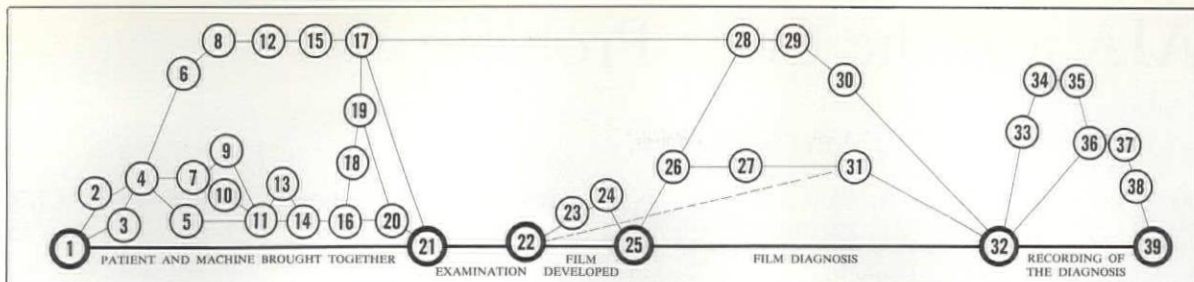 8 12 15 17 28 29
6 30 34 35
19 33
9 18 36 37
2 4 7 10 13 26 27 31 38
3 5 11 14 16 20 23 24
1 21 22 25 32 39
PATIENT AND MACHINE BROUGHT TOGETHER
EXAMINATION
FILM
DEVELOPED
FILM DIAGNOSIS
RECORDING OF
THE DIAGNOSIS